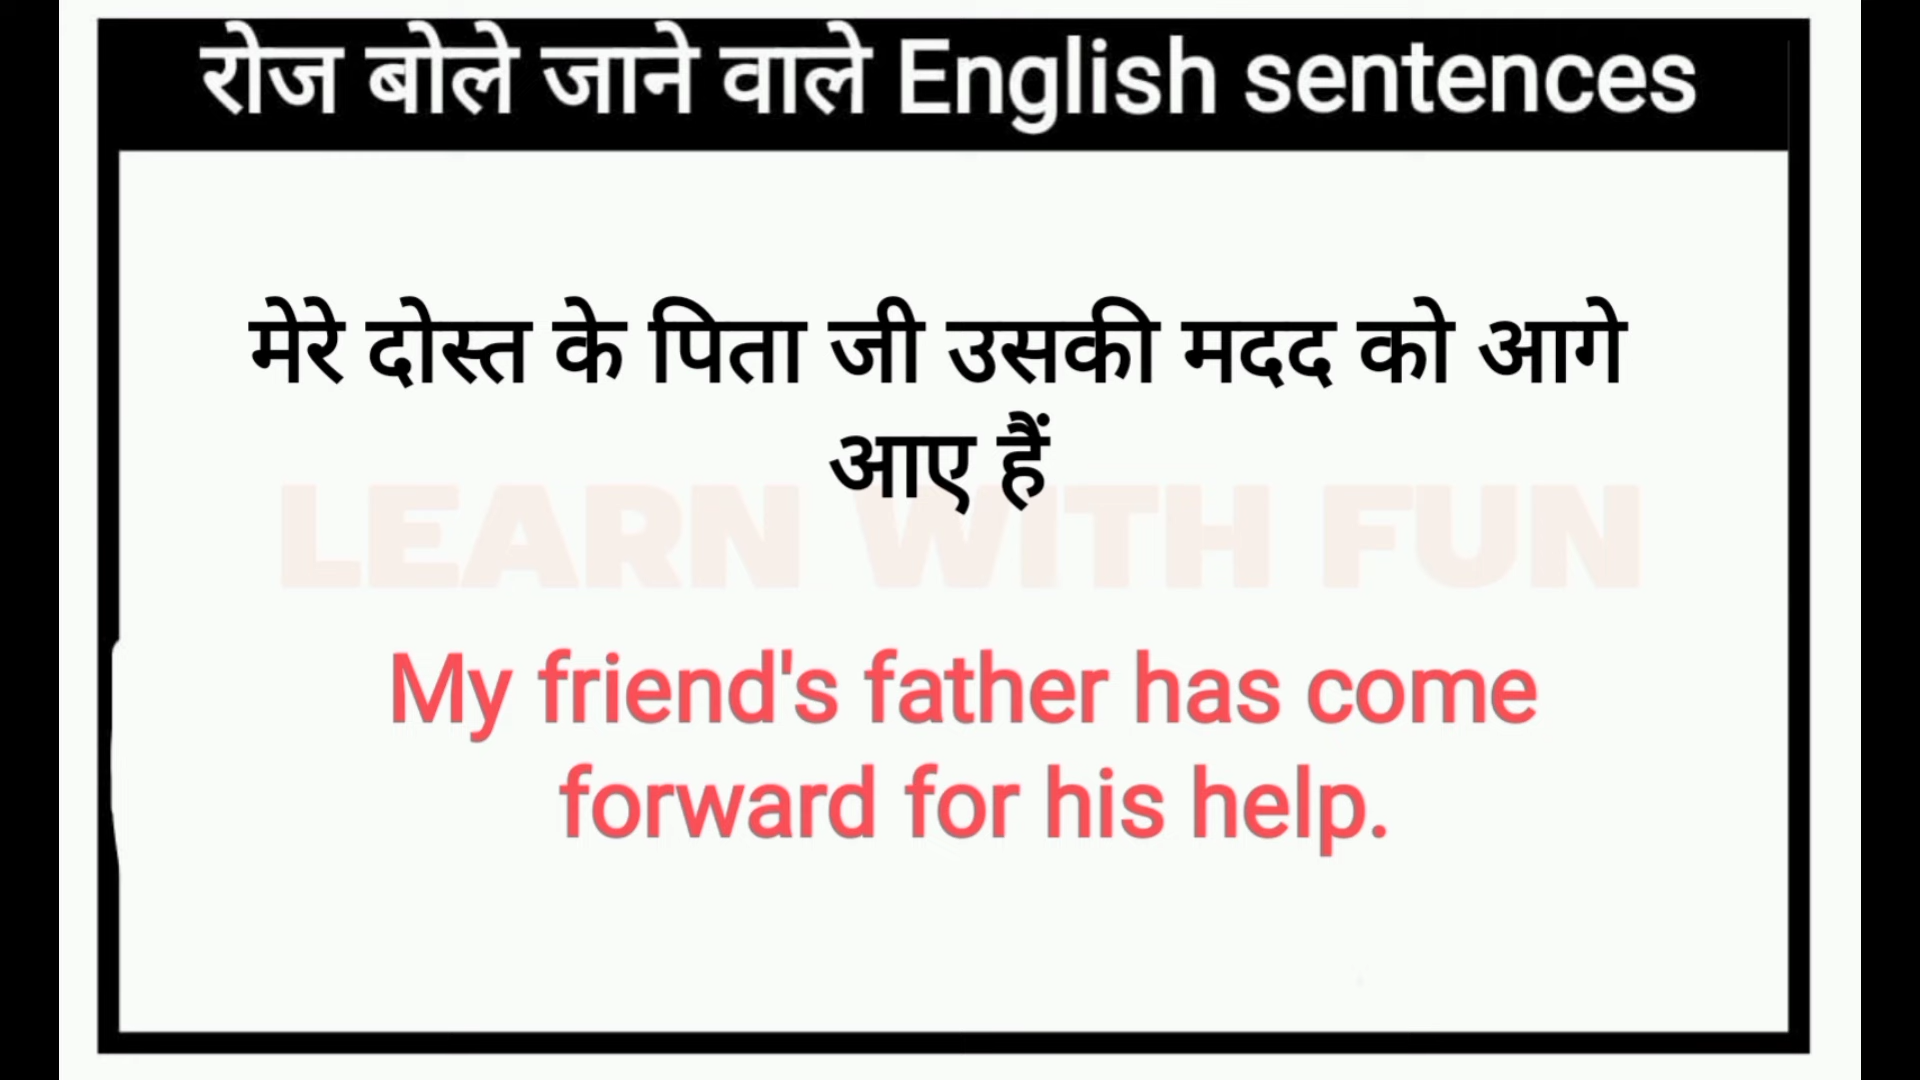 रोज बोले जाने वाले English sentences
मेरे दोस्त के पिता जी उसकी मदद को आगे
आए हैं
LEARN WITH FUN
My friend's father has come
forward for his help.